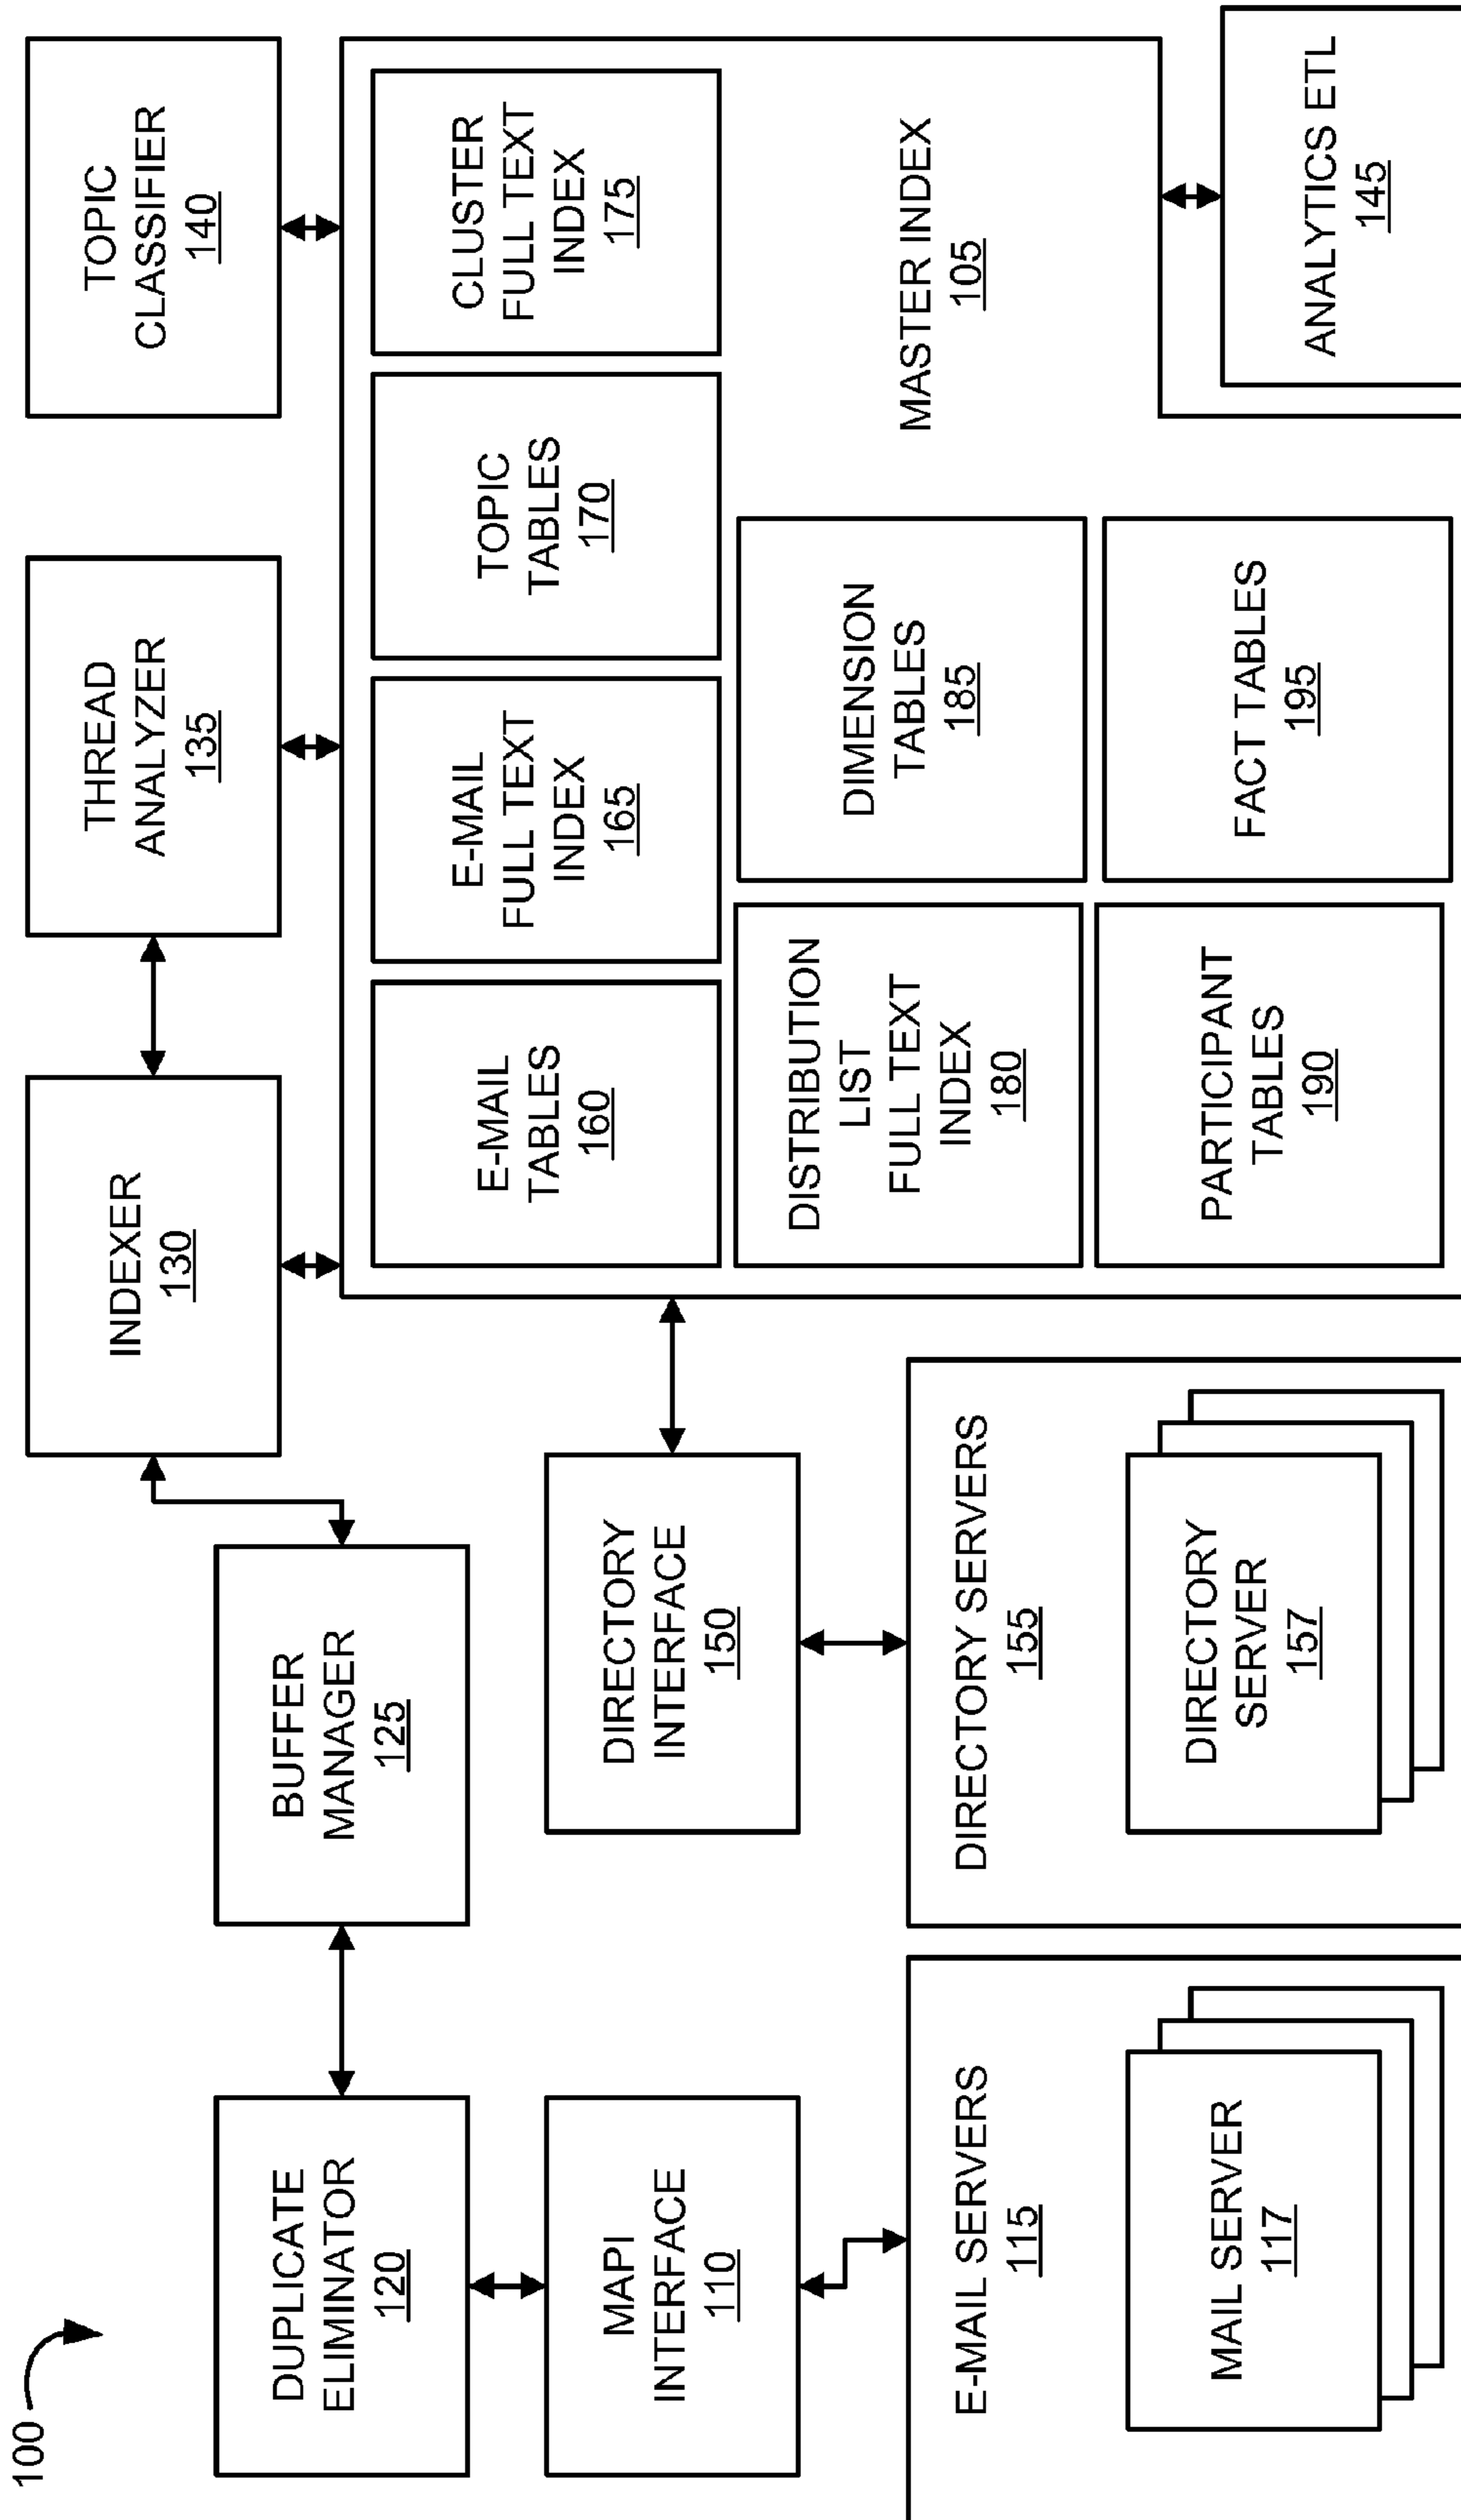 100
DUPLICATE
ELIMINATOR
120
MAPI
INTERFACE
110
E-MAIL SERVERS
115
MAIL SERVER
117
BUFFER
MANAGER
125
DIRECTORY
INTERFACE
150
DIRECTORY SERVERS
155
DIRECTORY
SERVER
157
INDEXER
130
THREAD
ANALYZER
135
TOPIC
CLASSIFIER
140
E-MAIL
TABLES
160
E-MAIL
FULL TEXT
INDEX
165
TOPIC
TABLES
170
CLUSTER
FULL TEXT
INDEX
175
DISTRIBUTION
LIST
FULL TEXT
INDEX
180
DIMENSION
TABLES
185
MASTER INDEX
105
PARTICIPANT
TABLES
190
FACT TABLES
195
ANALYTICS ETL
145